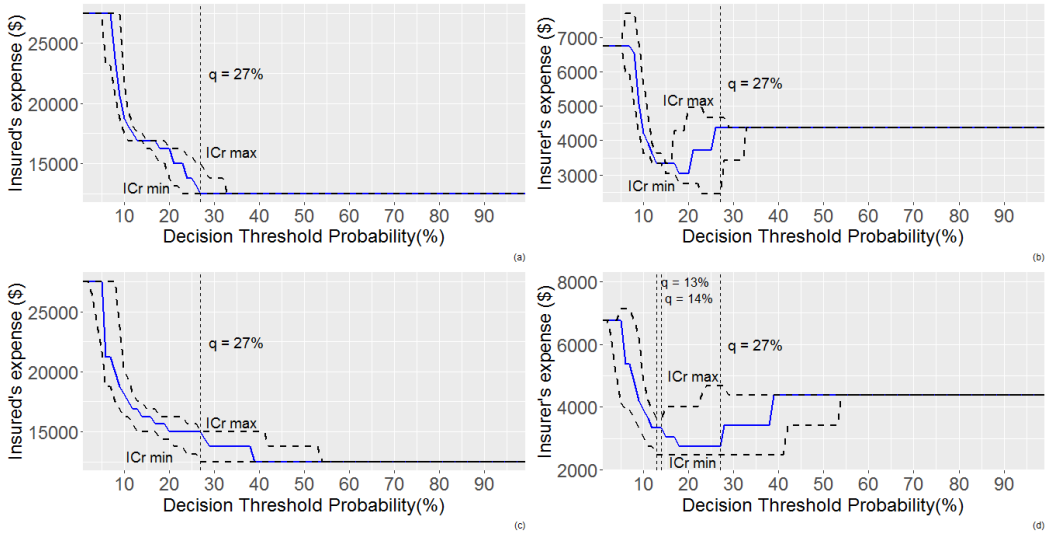 Insured's expense ($)
25000
20000
15000
q = 27%
ICr max
ICr min
10 20 30 40 50 60 70 80 90
Decision Threshold Probability(%)
(a)
Insurer's expense ($)
7000
6000
5000
4000
3000
q = 27%
ICr max
ICr min
10 20 30 40 50 60 70 80 90
Decision Threshold Probability(%)
(b)
Insured's expense ($)
25000
20000
15000
q = 27%
ICr max
ICr min
10 20 30 40 50 60 70 80 90
Decision Threshold Probability(%)
(c)
Insurer's expense ($)
8000
6000
4000
2000
q = 13%
q = 14%
q = 27%
ICr max
ICr min
10 20 30 40 50 60 70 80 90
Decision Threshold Probability(%)
(d)